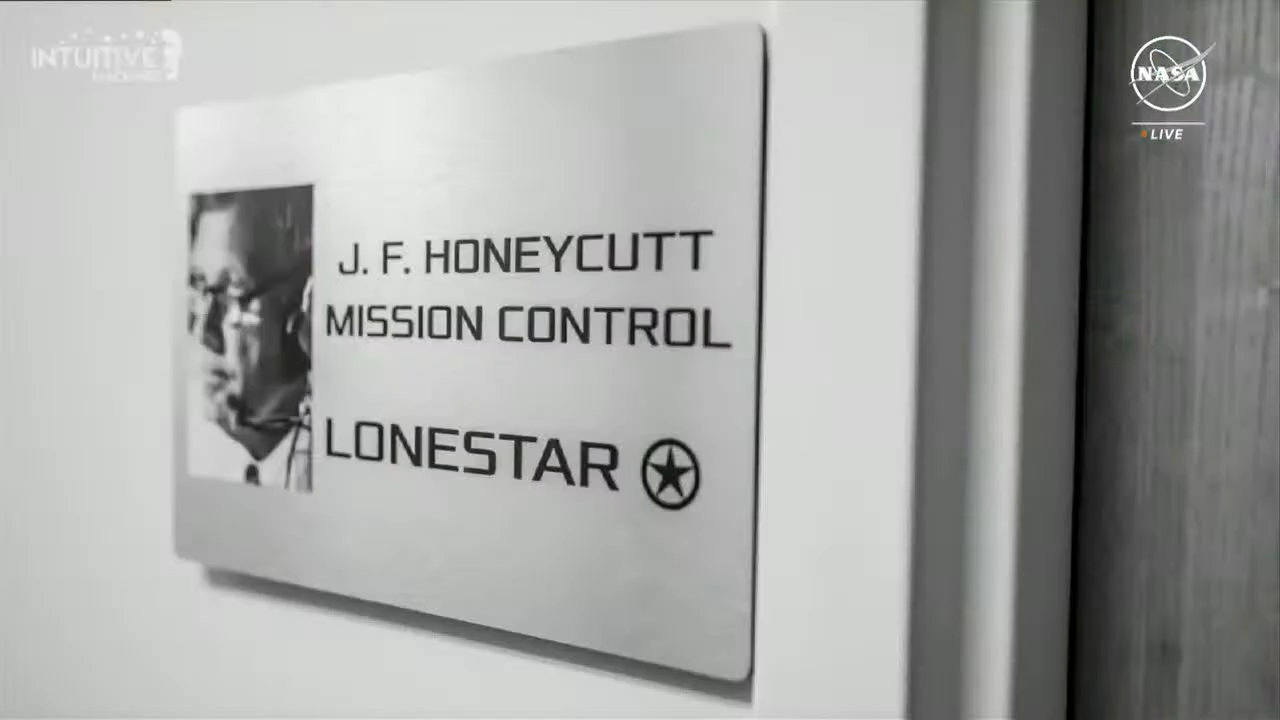 INTUITIVE
MACHINES
NASA
LIVE
J. F. HONEYCUTT
MISSION CONTROL
LONESTAR